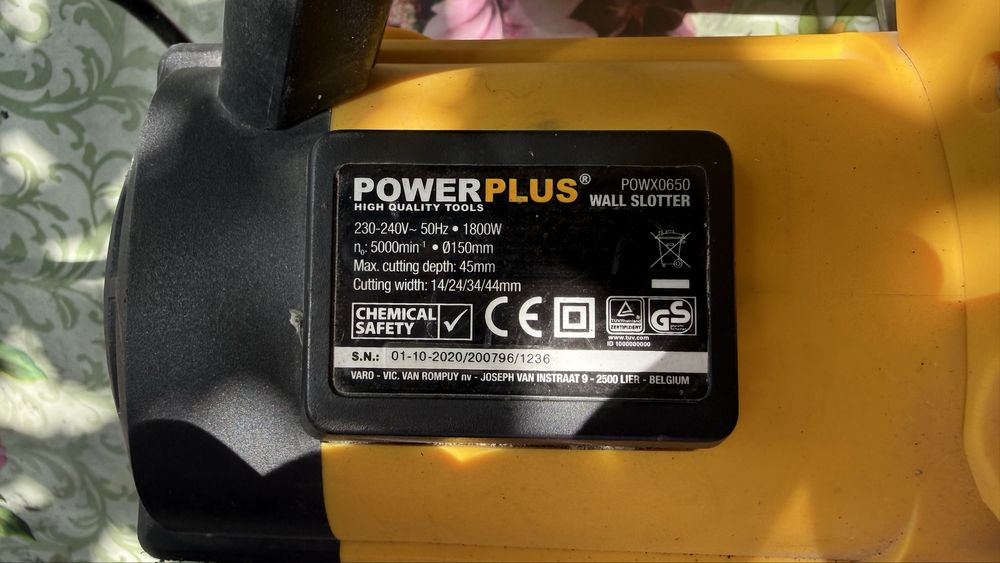 POWERPLUS®
HIGH QUALITY TOOLS
POWX0650
WALL SLOTTER
230-240V~ 50Hz • 1800W
n₀: 5000min⁻¹ • Ø150mm
Max. cutting depth: 45mm
Cutting width: 14/24/34/44mm
CHEMICAL SAFETY
CE
TÜVRheinland
ZERTIFIZIERT
GS
www.tuv.com
ID 1000000000
S.N.: 01-10-2020/200796/1236
VARO - VIC. VAN ROMPUY nv - JOSEPH VAN INSTRAAT 9 - 2500 LIER - BELGIUM